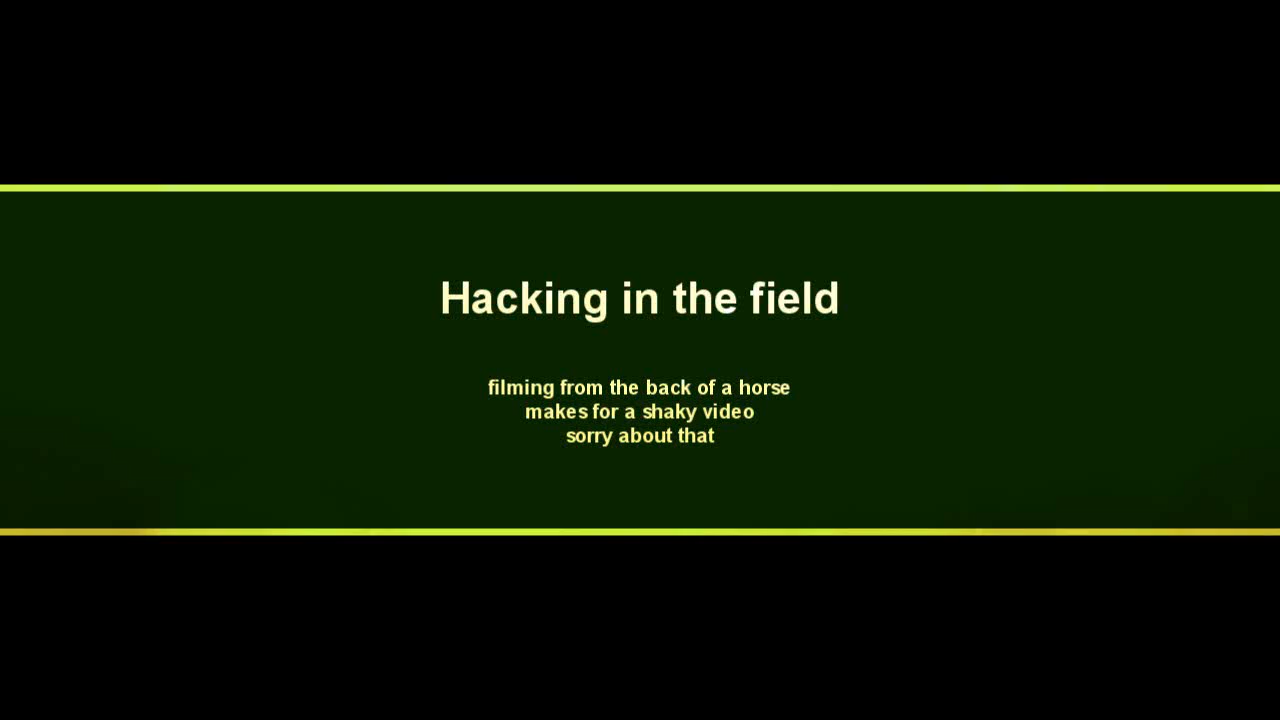 Hacking in the field
filming from the back of a horse
makes for a shaky video
sorry about that